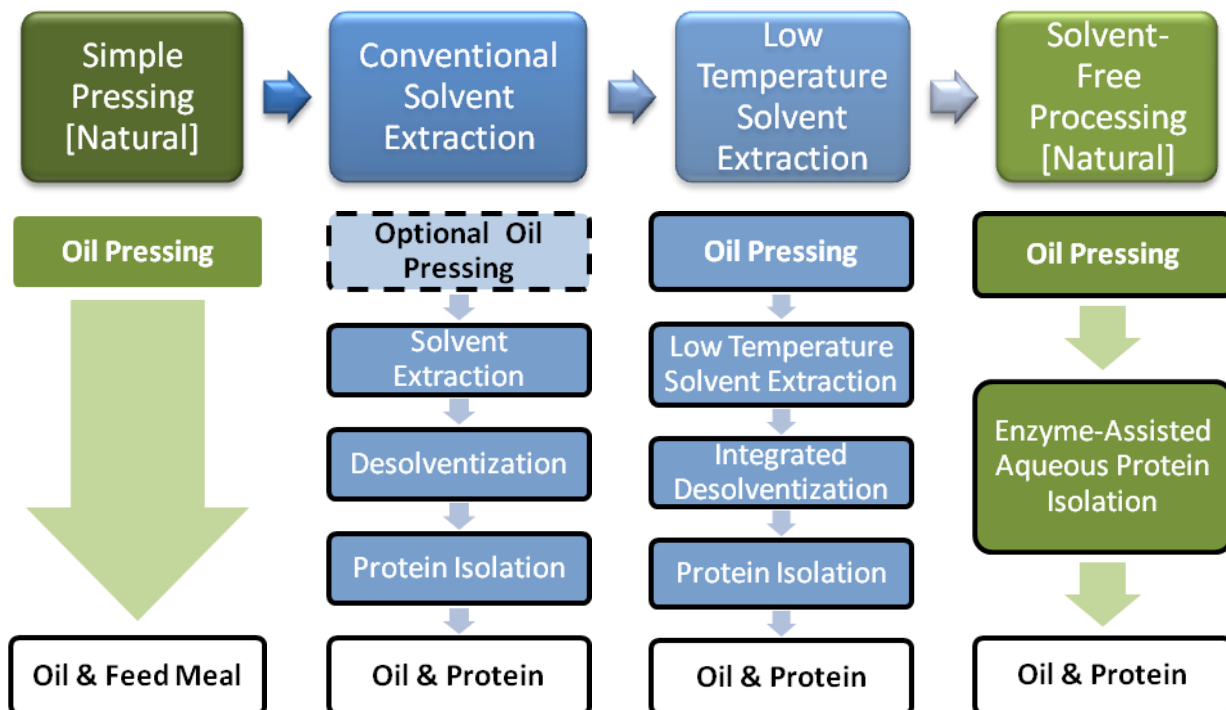 Simple
Pressing
[Natural]
Conventional
Solvent
Extraction
Low
Temperature
Solvent
Extraction
Solvent-
Free
Processing
[Natural]
Oil Pressing
Oil & Feed Meal
Optional Oil
Pressing
Solvent
Extraction
Desolventization
Protein Isolation
Oil & Protein
Oil Pressing
Low Temperature
Solvent Extraction
Integrated
Desolventization
Protein Isolation
Oil & Protein
Oil Pressing
Enzyme-Assisted
Aqueous Protein
Isolation
Oil & Protein